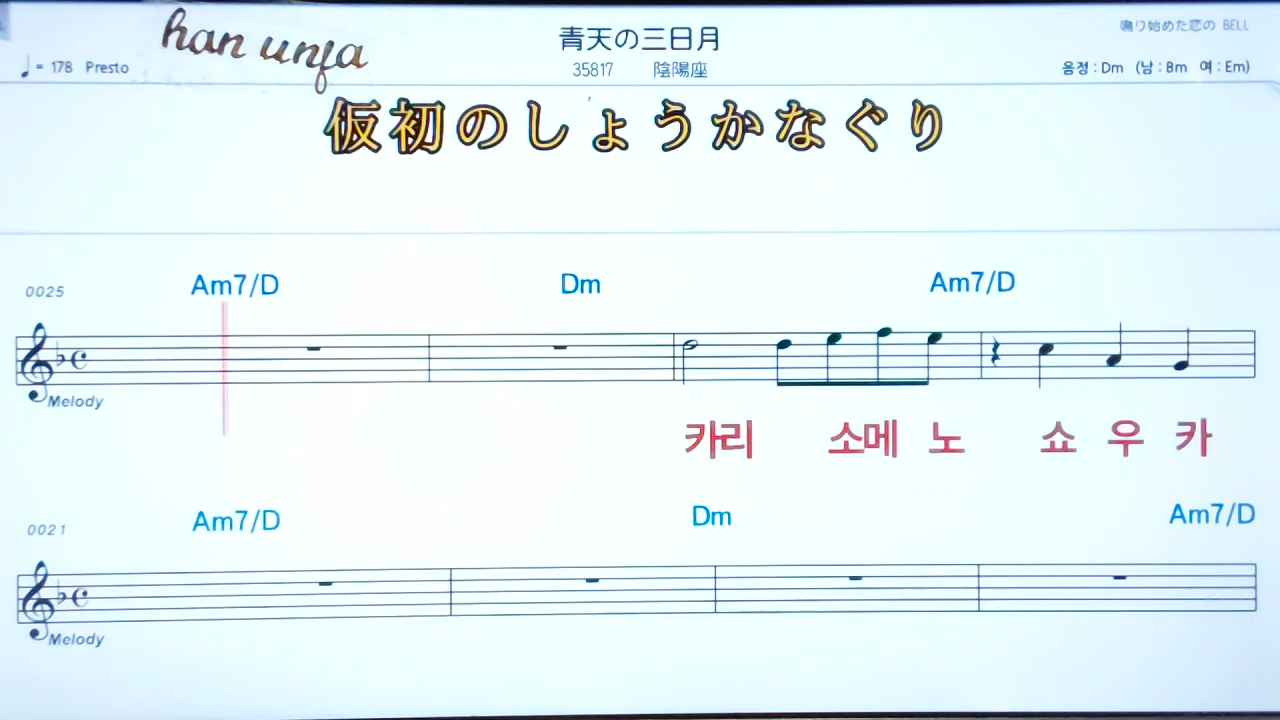 han unfa
青天の三日月
鳴り始めた恋の BELL
♩= 178 Presto
35817 陰陽座
음정 : Dm (남 : Bm 여 : Em)
仮初のしょうかなぐり
0025 Am7/D Dm Am7/D
Melody
카리 소메 노 쇼 우 카
0021 Am7/D Dm Am7/D
Melody